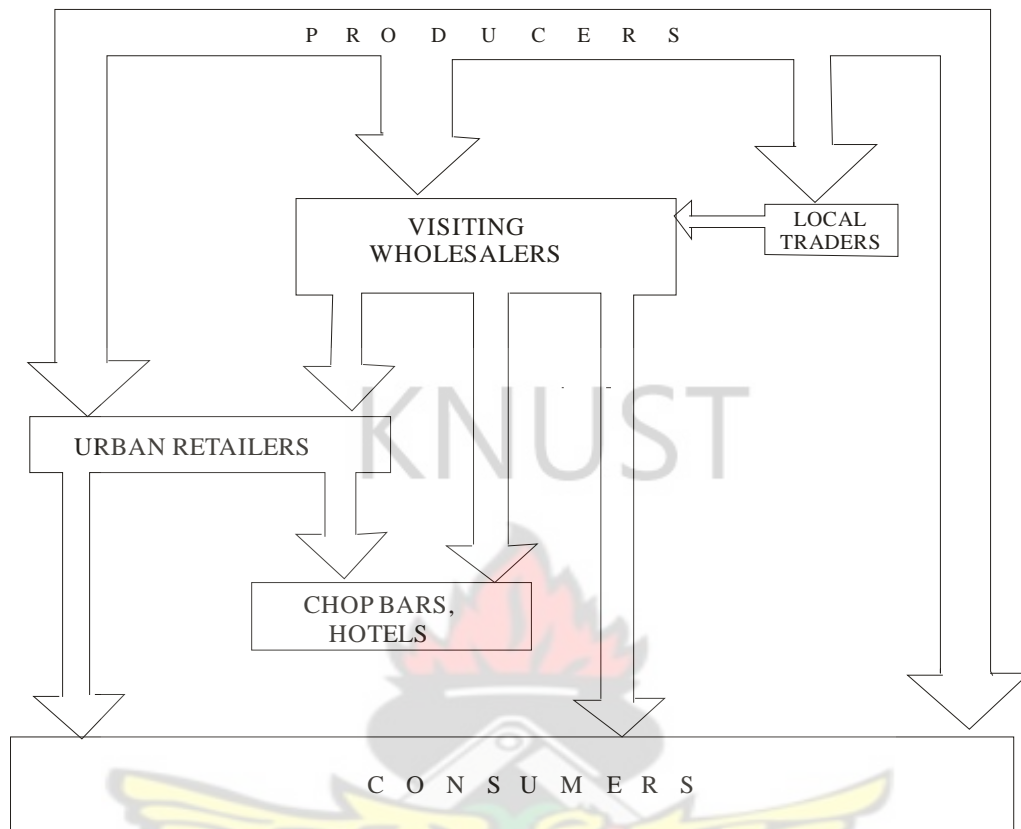 P R O D U C E R S
VISITING
WHOLESALERS
LOCAL
TRADERS
KNUST
URBAN RETAILERS
CHOP BARS,
HOTELS
C O N S U M E R S